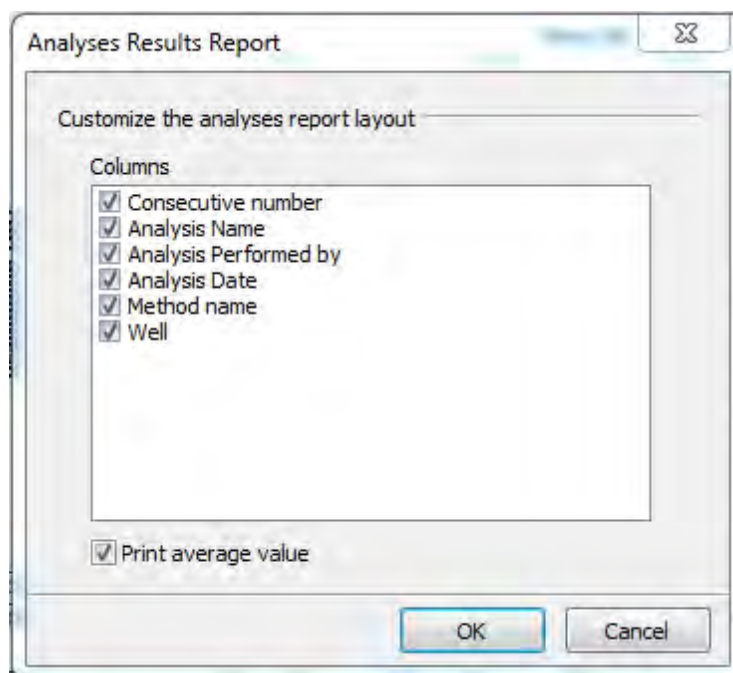 Analyses Results Report
Customize the analyses report layout
Columns
Consecutive number
Analysis Name
Analysis Performed by
Analysis Date
Method name
Well
Print average value
OK Cancel